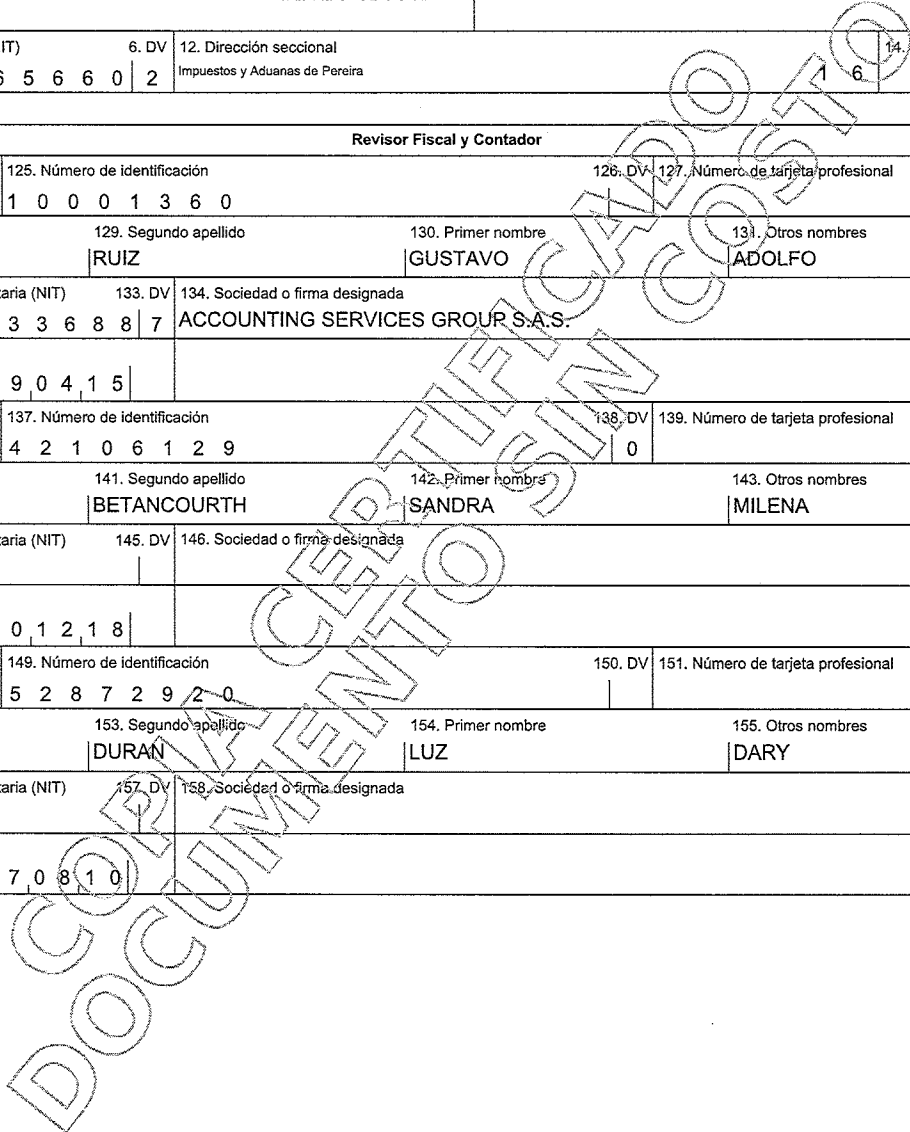 IT) 6. DV 12. Dirección seccional 14.
5 6 6 0 2 Impuestos y Aduanas de Pereira 1 6
Revisor Fiscal y Contador
125. Número de identificación 126. DV 127. Número de tarjeta profesional
1 0 0 0 1 3 6 0
129. Segundo apellido 130. Primer nombre 131. Otros nombres
RUIZ GUSTAVO ADOLFO
taria (NIT) 133. DV 134. Sociedad o firma designada
3 3 6 8 8 7 ACCOUNTING SERVICES GROUP S.A.S.
9 0 4 1 5
137. Número de identificación 138. DV 139. Número de tarjeta profesional
4 2 1 0 6 1 2 9 0
141. Segundo apellido 142. Primer nombre 143. Otros nombres
BETANCOURTH SANDRA MILENA
taria (NIT) 145. DV 146. Sociedad o firma designada
0 1 2 1 8
149. Número de identificación 150. DV 151. Número de tarjeta profesional
5 2 8 7 2 9 2 0
153. Segundo apellido 154. Primer nombre 155. Otros nombres
DURAN LUZ DARY
taria (NIT) 157. DV 158. Sociedad o firma designada
7 0 8 1 0
COPIA CERTIFICADO
DOCUMENTO SIN COSTO